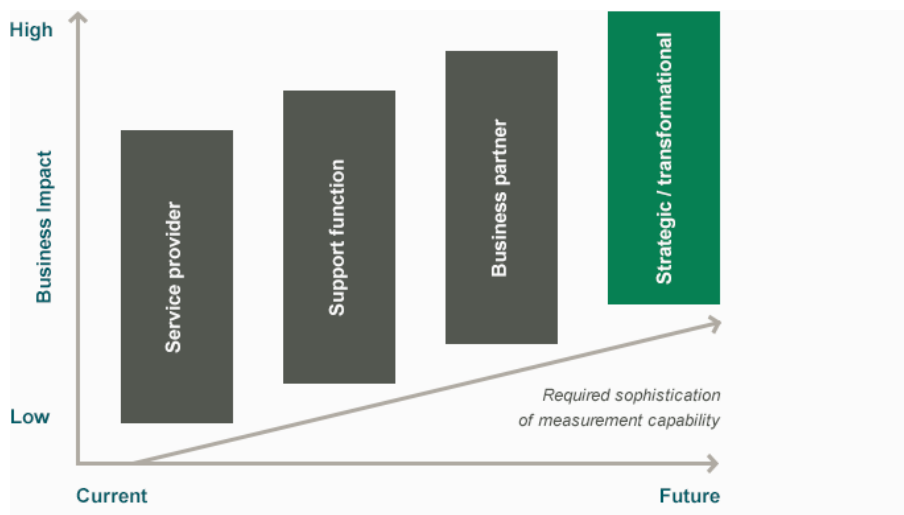 High
Business Impact
Low
Service provider
Support function
Business partner
Strategic / transformational
Required sophistication
of measurement capability
Current
Future